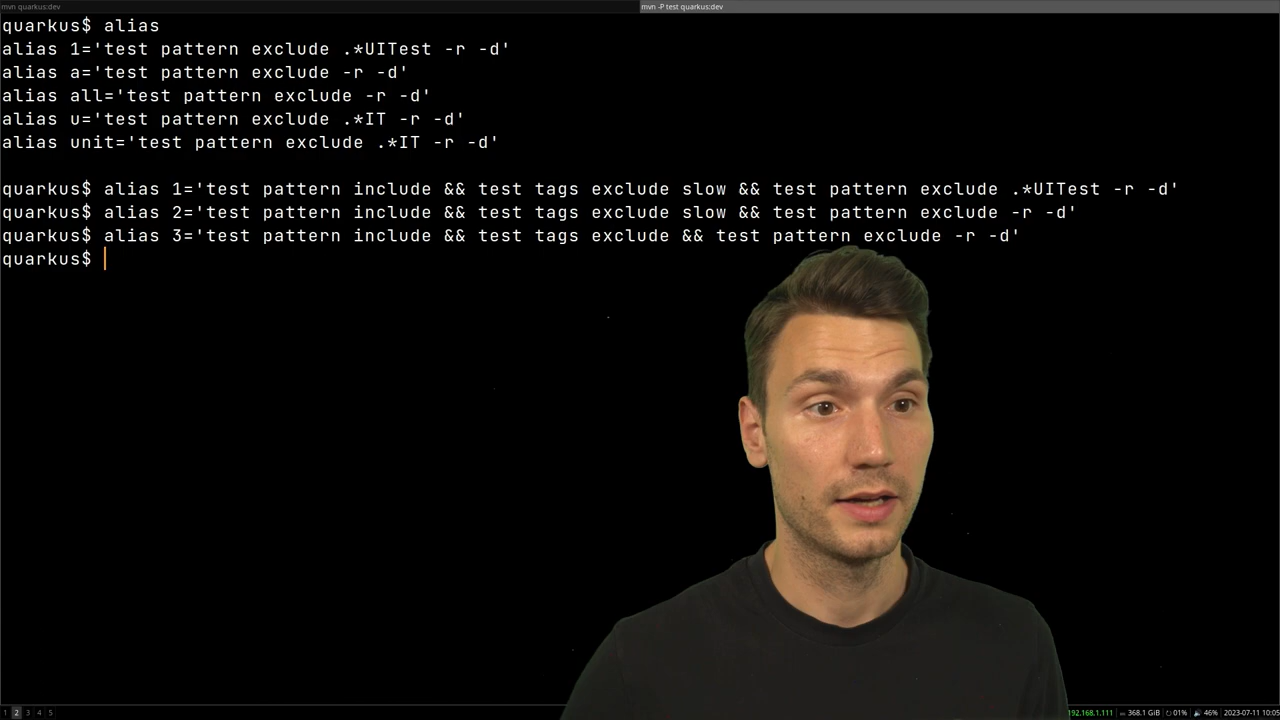 mvn quarkus:dev
mvn -P test quarkus:dev
quarkus$ alias
alias 1='test pattern exclude .*UITest -r -d'
alias a='test pattern exclude -r -d'
alias all='test pattern exclude -r -d'
alias u='test pattern exclude .*IT -r -d'
alias unit='test pattern exclude .*IT -r -d'
quarkus$ alias 1='test pattern include && test tags exclude slow && test pattern exclude .*UITest -r -d'
quarkus$ alias 2='test pattern include && test tags exclude slow && test pattern exclude -r -d'
quarkus$ alias 3='test pattern include && test tags exclude && test pattern exclude -r -d'
quarkus$
1 2 3 4 5
192.168.1.111 368.1 GiB 01% 46% 2023-07-11 10:05